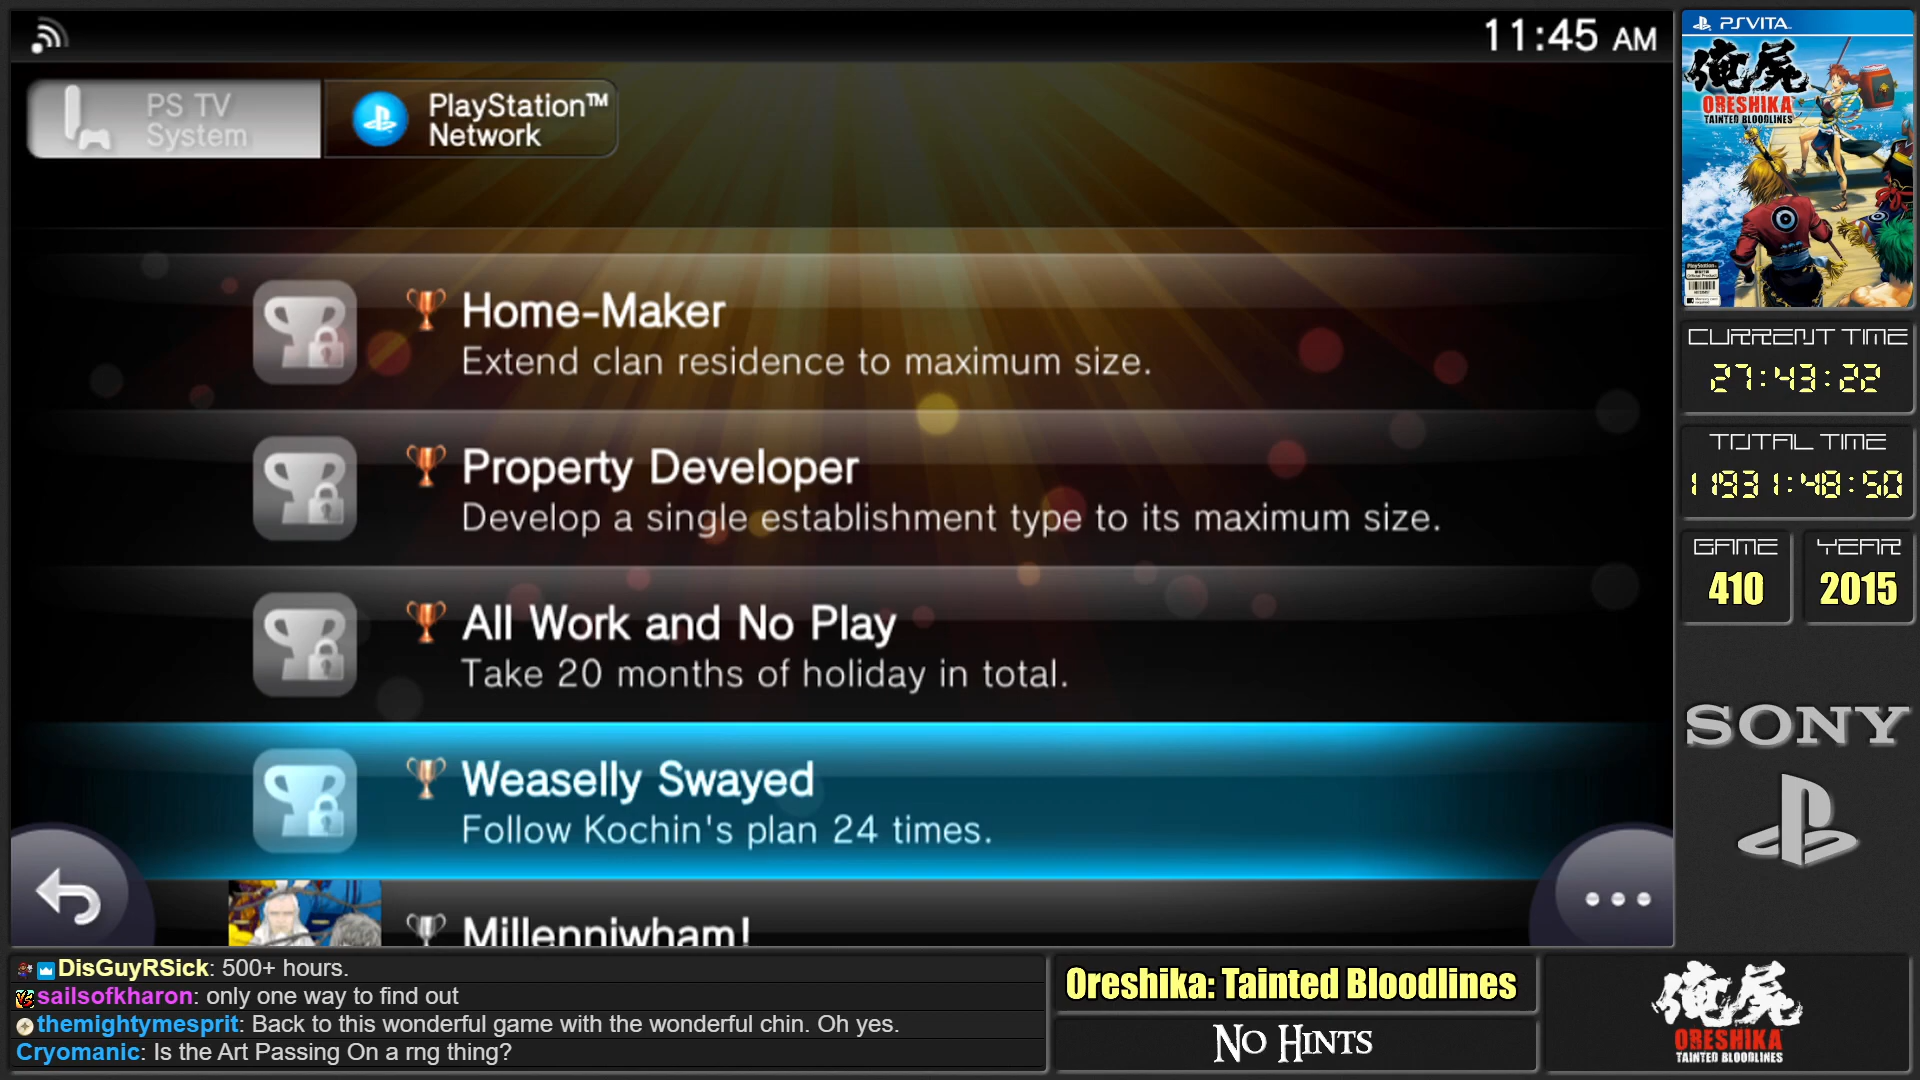 11:45 AM
PS TV
System
PlayStation™
Network
Home-Maker
Extend clan residence to maximum size.
Property Developer
Develop a single establishment type to its maximum size.
All Work and No Play
Take 20 months of holiday in total.
Weaselly Swayed
Follow Kochin's plan 24 times.
Millenniwham!
PSVITA
俺屍
ORESHIKA
TAINTED BLOODLINES
CURRENT TIME
27:43:22
TOTAL TIME
11931:48:50
GAME
410
YEAR
2015
SONY
DisGuyRSick: 500+ hours.
sailsofkharon: only one way to find out
themightymesprit: Back to this wonderful game with the wonderful chin. Oh yes.
Cryomanic: Is the Art Passing On a rng thing?
Oreshika: Tainted Bloodlines
No Hints
俺屍
ORESHIKA
TAINTED BLOODLINES